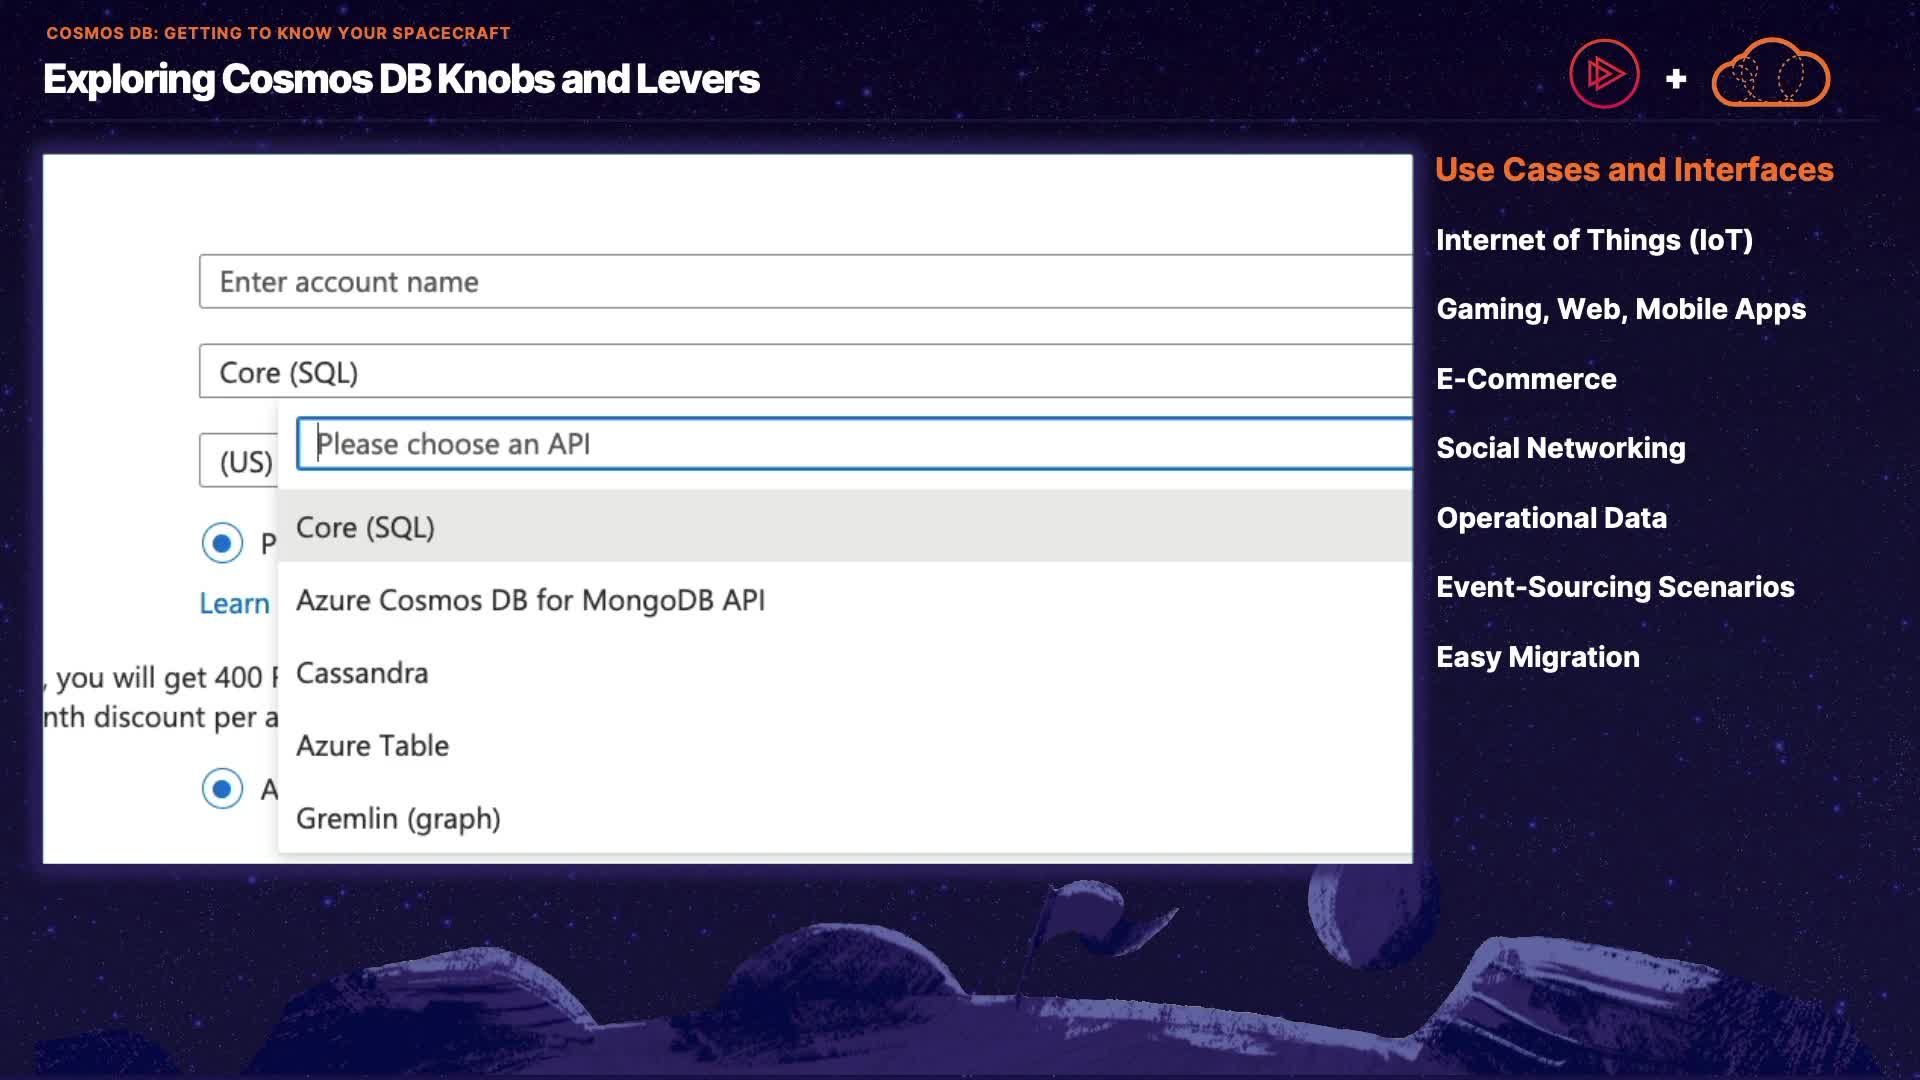 COSMOS DB: GETTING TO KNOW YOUR SPACECRAFT
Exploring Cosmos DB Knobs and Levers
+
Enter account name
Core (SQL)
Please choose an API
(US)
Core (SQL)
P
Azure Cosmos DB for MongoDB API
Learn
Cassandra
, you will get 400
nth discount per a
Azure Table
A
Gremlin (graph)
Use Cases and Interfaces
Internet of Things (IoT)
Gaming, Web, Mobile Apps
E-Commerce
Social Networking
Operational Data
Event-Sourcing Scenarios
Easy Migration